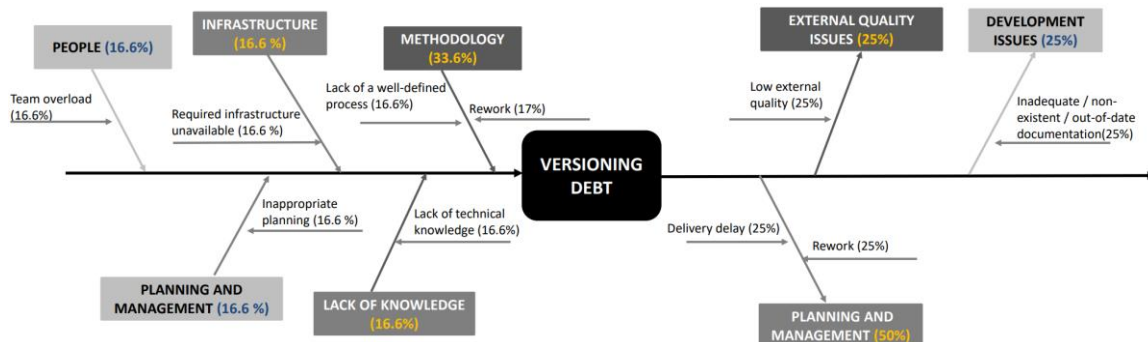 PEOPLE (16.6%)
Team overload
(16.6%)
INFRASTRUCTURE
(16.6 %)
Required infrastructure
unavailable (16.6 %)
METHODOLOGY
(33.6%)
Lack of a well-defined
process (16.6%)
Rework (17%)
Inappropriate
planning (16.6 %)
PLANNING AND
MANAGEMENT (16.6 %)
Lack of technical
knowledge (16.6%)
LACK OF KNOWLEDGE
(16.6%)
VERSIONING
DEBT
EXTERNAL QUALITY
ISSUES (25%)
Low external
quality (25%)
DEVELOPMENT
ISSUES (25%)
Inadequate / non-
existent / out-of-date
documentation(25%)
Delivery delay (25%)
Rework (25%)
PLANNING AND
MANAGEMENT (50%)